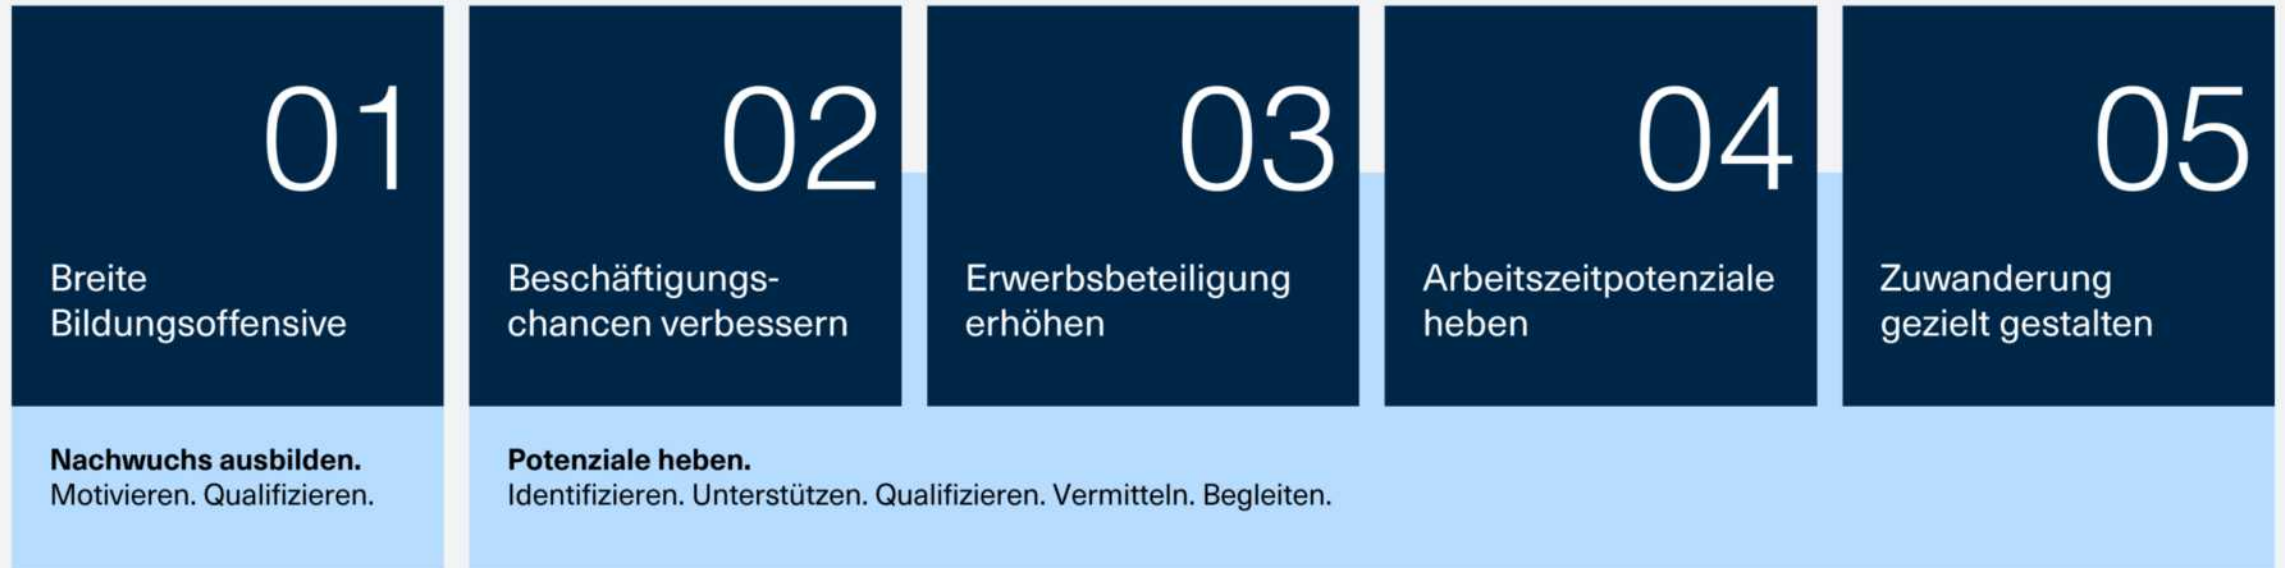 01
Breite
Bildungsoffensive
02
Beschäftigungs-
chancen verbessern
03
Erwerbsbeteiligung
erhöhen
04
Arbeitszeitpotenziale
heben
05
Zuwanderung
gezielt gestalten
Nachwuchs ausbilden.
Motivieren. Qualifizieren.
Potenziale heben.
Identifizieren. Unterstützen. Qualifizieren. Vermitteln. Begleiten.